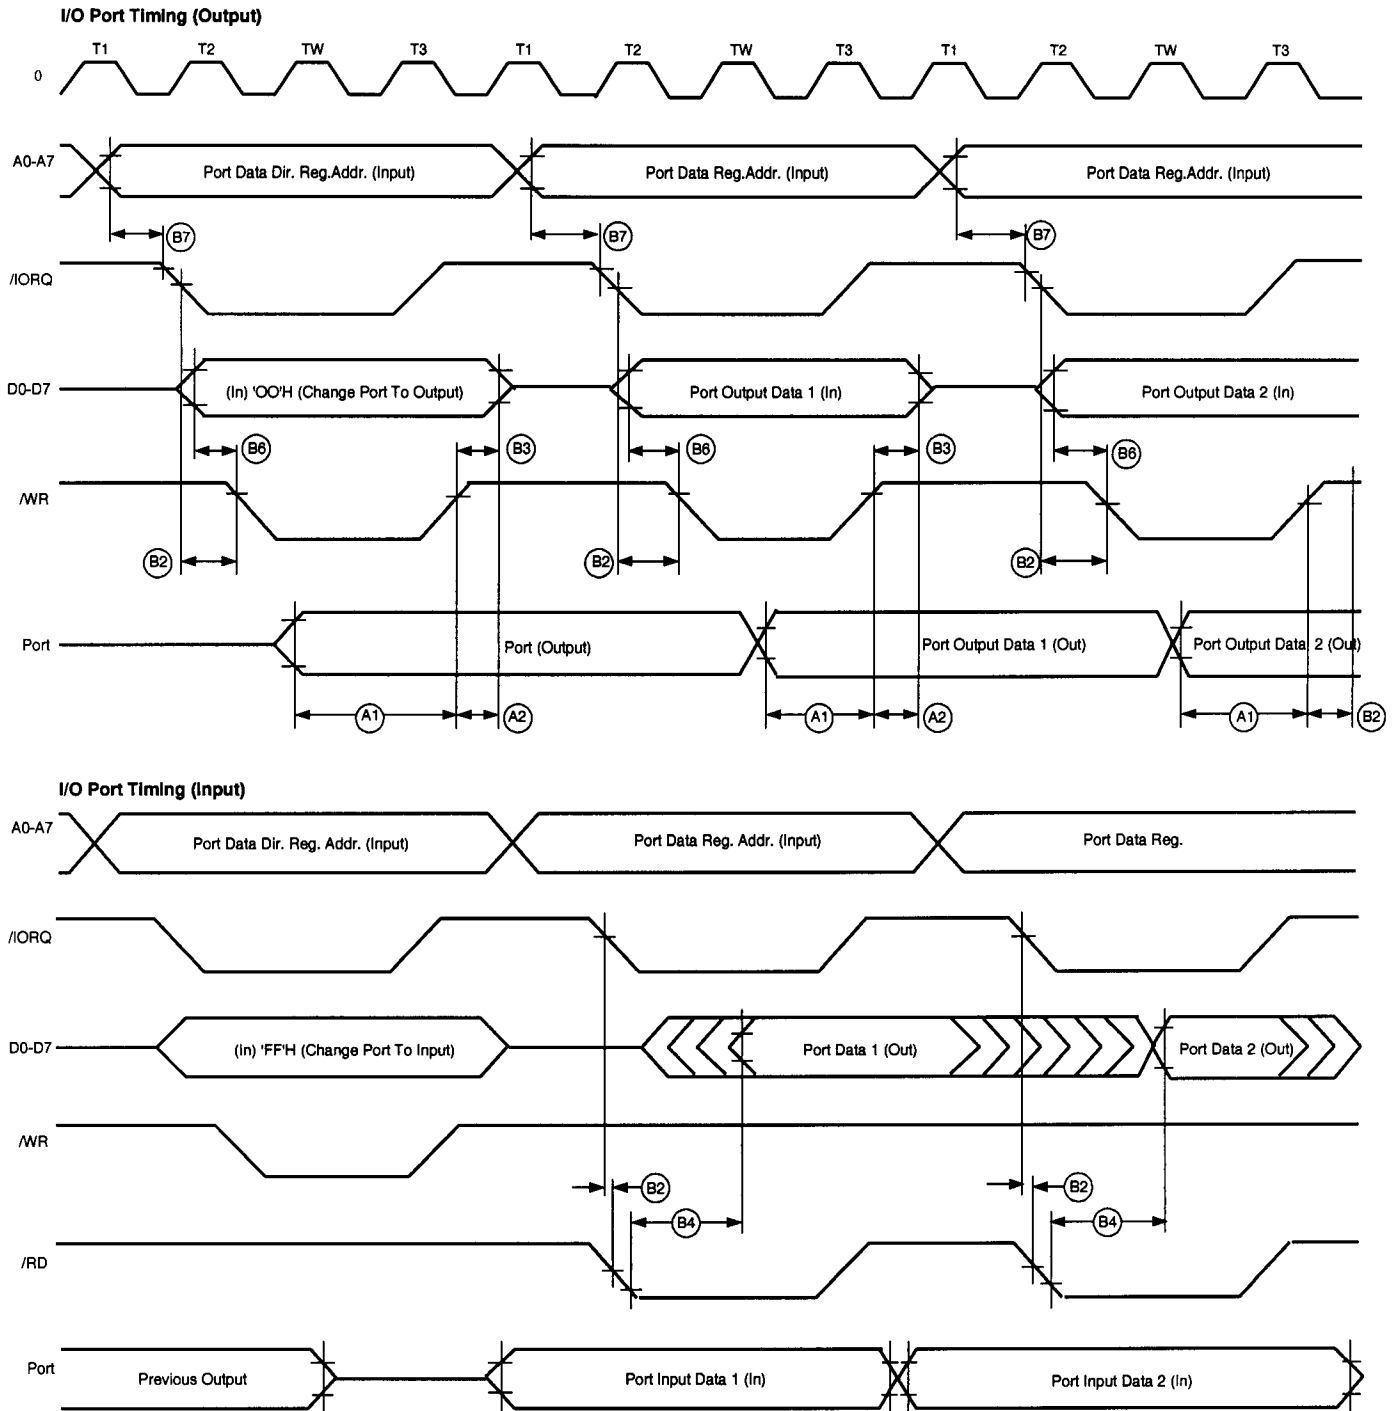 I/O Port Timing (Output)
T1 T2 TW T3 T1 T2 TW T3 T1 T2 TW T3
0
A0-A7 Port Data Dir. Reg.Addr. (Input) Port Data Reg.Addr. (Input) Port Data Reg.Addr. (Input)
B7 B7 B7
/IORQ
D0-D7 (In) 'OO'H (Change Port To Output) Port Output Data 1 (In) Port Output Data 2 (In)
B6 B3 B6 B3 B6
/WR
B2 B2 B2
Port Port (Output) Port Output Data 1 (Out) Port Output Data 2 (Out)
A1 A2 A1 A2 A1 B2
I/O Port Timing (Input)
A0-A7 Port Data Dir. Reg. Addr. (Input) Port Data Reg. Addr. (Input) Port Data Reg.
/IORQ
D0-D7 (In) 'FF'H (Change Port To Input) Port Data 1 (Out) Port Data 2 (Out)
/WR
B2 B2
B4 B4
/RD
Port Previous Output Port Input Data 1 (In) Port Input Data 2 (In)